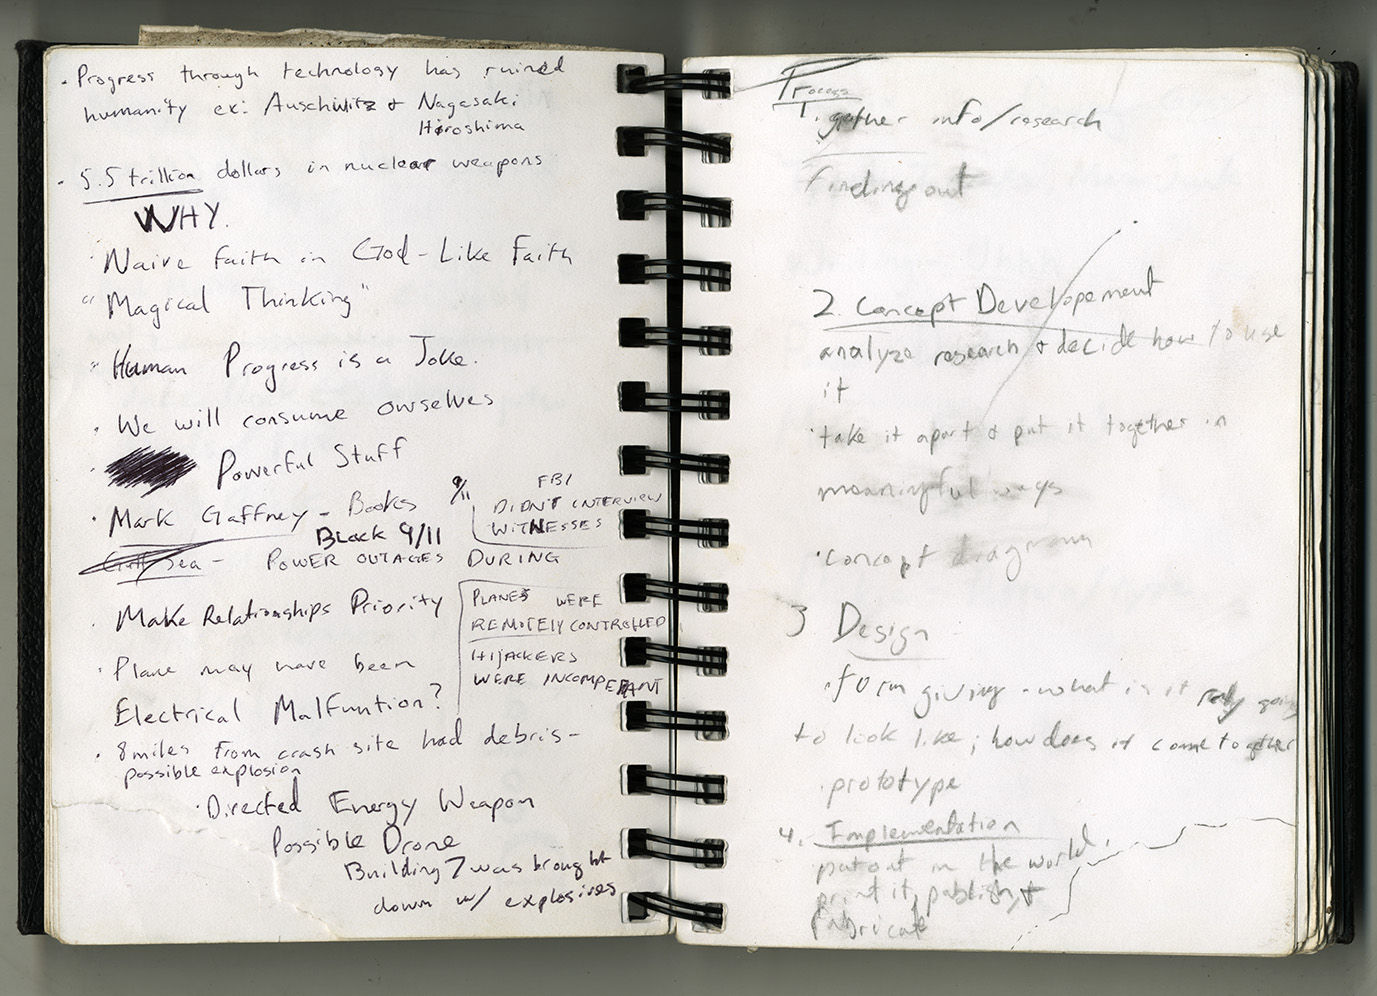 · Progress through technology has ruined
humanity ex: Auschwitz & Nagasaki
Hiroshima
· 5.5 trillion dollars in nuclear weapons
WHY.
· Naive faith in God-Like Faith
"Magical Thinking"
" Human Progress is a Joke.
· We will consume ourselves
· Powerful Stuff
· Mark Gaffney - Books 9/11
Black 9/11
FBI
DIDN'T INTERVIEW
WITNESSES
Sea - POWER OUTAGES DURING
· Make Relationships Priority
PLANES WERE
REMOTELY CONTROLLED
HIJACKERS
WERE INCOMPETANT
· Plane may have been
Electrical Malfuntion?
· 8 miles from crash site had debris -
possible explosion
· Directed Energy Weapon
Possible Drone
Building 7 was brought
down w/ explosives
Process
1. gather info/research
finding out
2. Concept Developement
analyze research & decide how to use
it
· take it apart & put it together in
meaningful ways
· concept diagrams
3 Design
· form giving - what is it going
to look like; how does it come together
· prototype
4. Implementation
put out in the world,
print it, publish &
fabricate